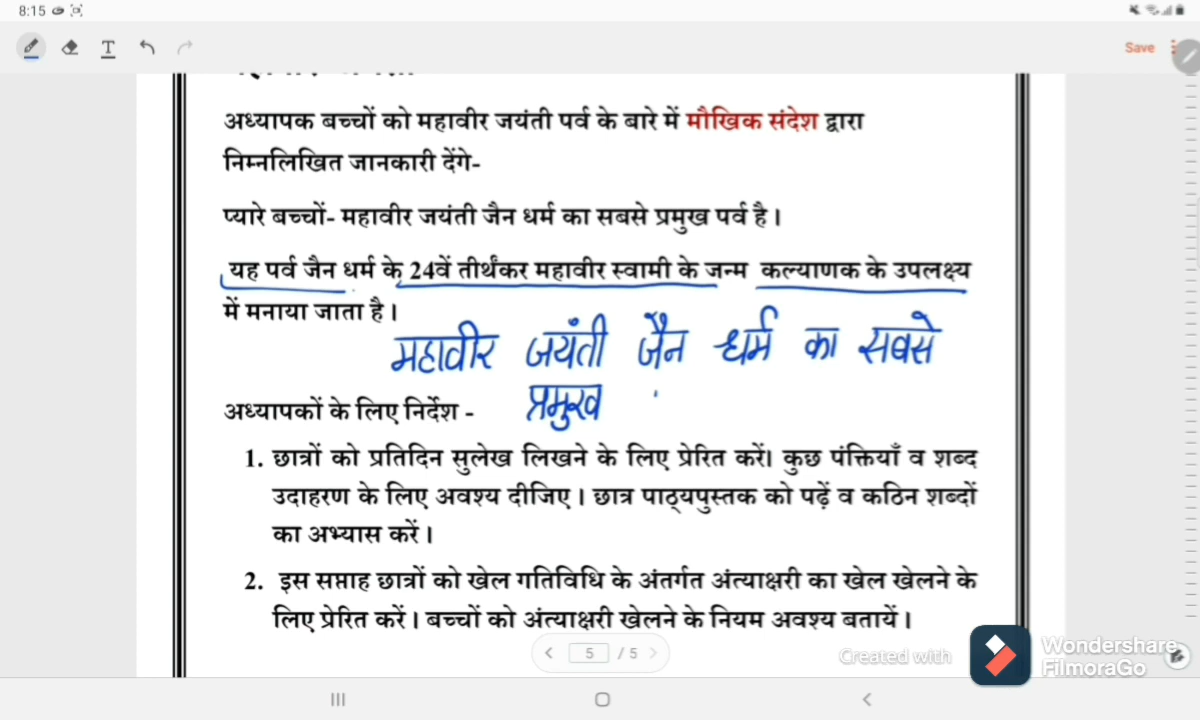 8:15
T
Save
अध्यापक बच्चों को महावीर जयंती पर्व के बारे में मौखिक संदेश द्वारा
निम्नलिखित जानकारी देंगे-
प्यारे बच्चों- महावीर जयंती जैन धर्म का सबसे प्रमुख पर्व है।
यह पर्व जैन धर्म के 24वें तीर्थंकर महावीर स्वामी के जन्म कल्याणक के उपलक्ष्य
में मनाया जाता है।
महावीर जयंती जैन धर्म का सबसे
प्रमुख
अध्यापकों के लिए निर्देश -
1. छात्रों को प्रतिदिन सुलेख लिखने के लिए प्रेरित करें। कुछ पंक्तियाँ व शब्द
उदाहरण के लिए अवश्य दीजिए। छात्र पाठ्यपुस्तक को पढ़ें व कठिन शब्दों
का अभ्यास करें।
2. इस सप्ताह छात्रों को खेल गतिविधि के अंतर्गत अंत्याक्षरी का खेल खेलने के
लिए प्रेरित करें। बच्चों को अंत्याक्षरी खेलने के नियम अवश्य बतायें।
5 / 5
Created with
Wondershare
FilmoraGo